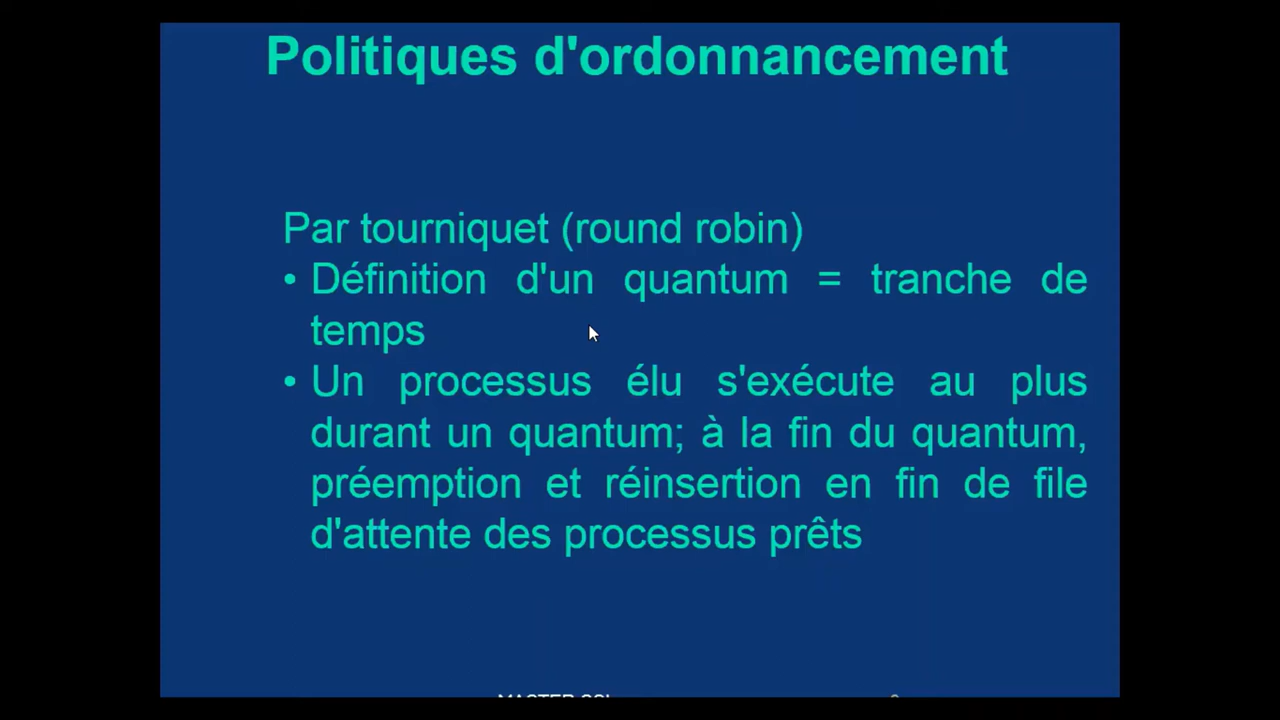 Politiques d'ordonnancement
Par tourniquet (round robin)
• Définition d'un quantum = tranche de
temps
• Un processus élu s'exécute au plus
durant un quantum; à la fin du quantum,
préemption et réinsertion en fin de file
d'attente des processus prêts
MASTER